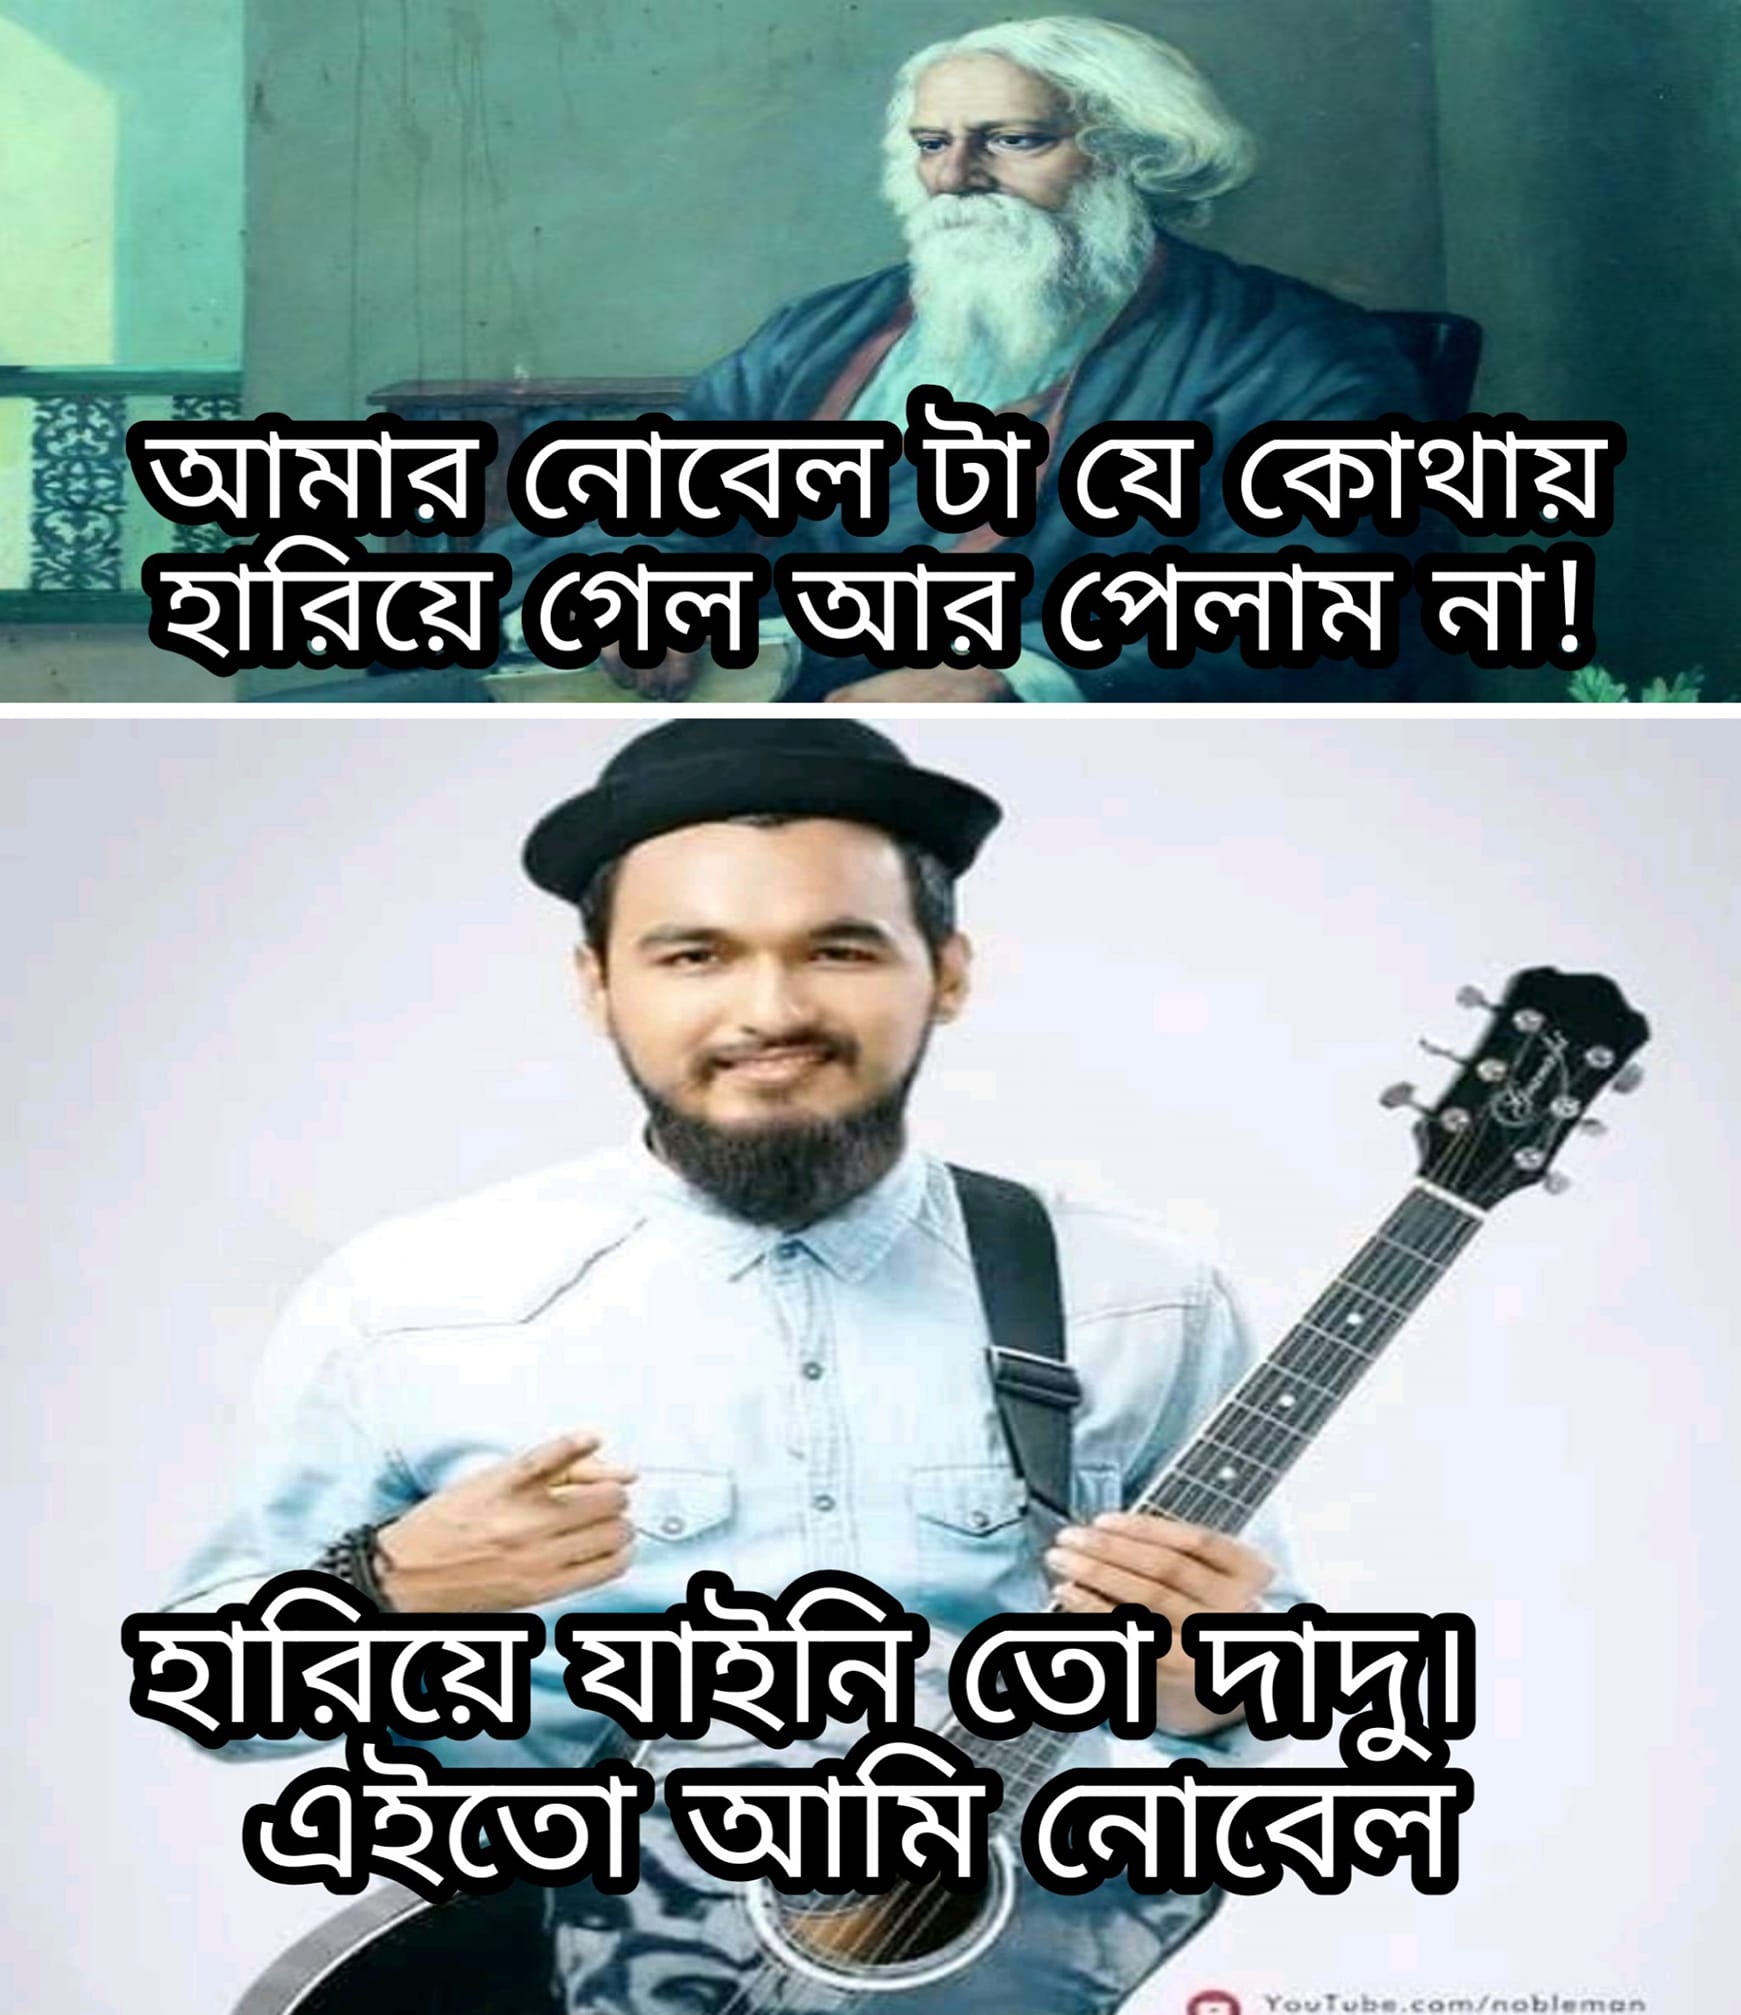 আমার নোবেল টা যে কোথায়
হারিয়ে গেল আর পেলাম না!
হারিয়ে যাইনি তো দাদু।
এইতো আমি নোবেল
YouTube.com/nobleman